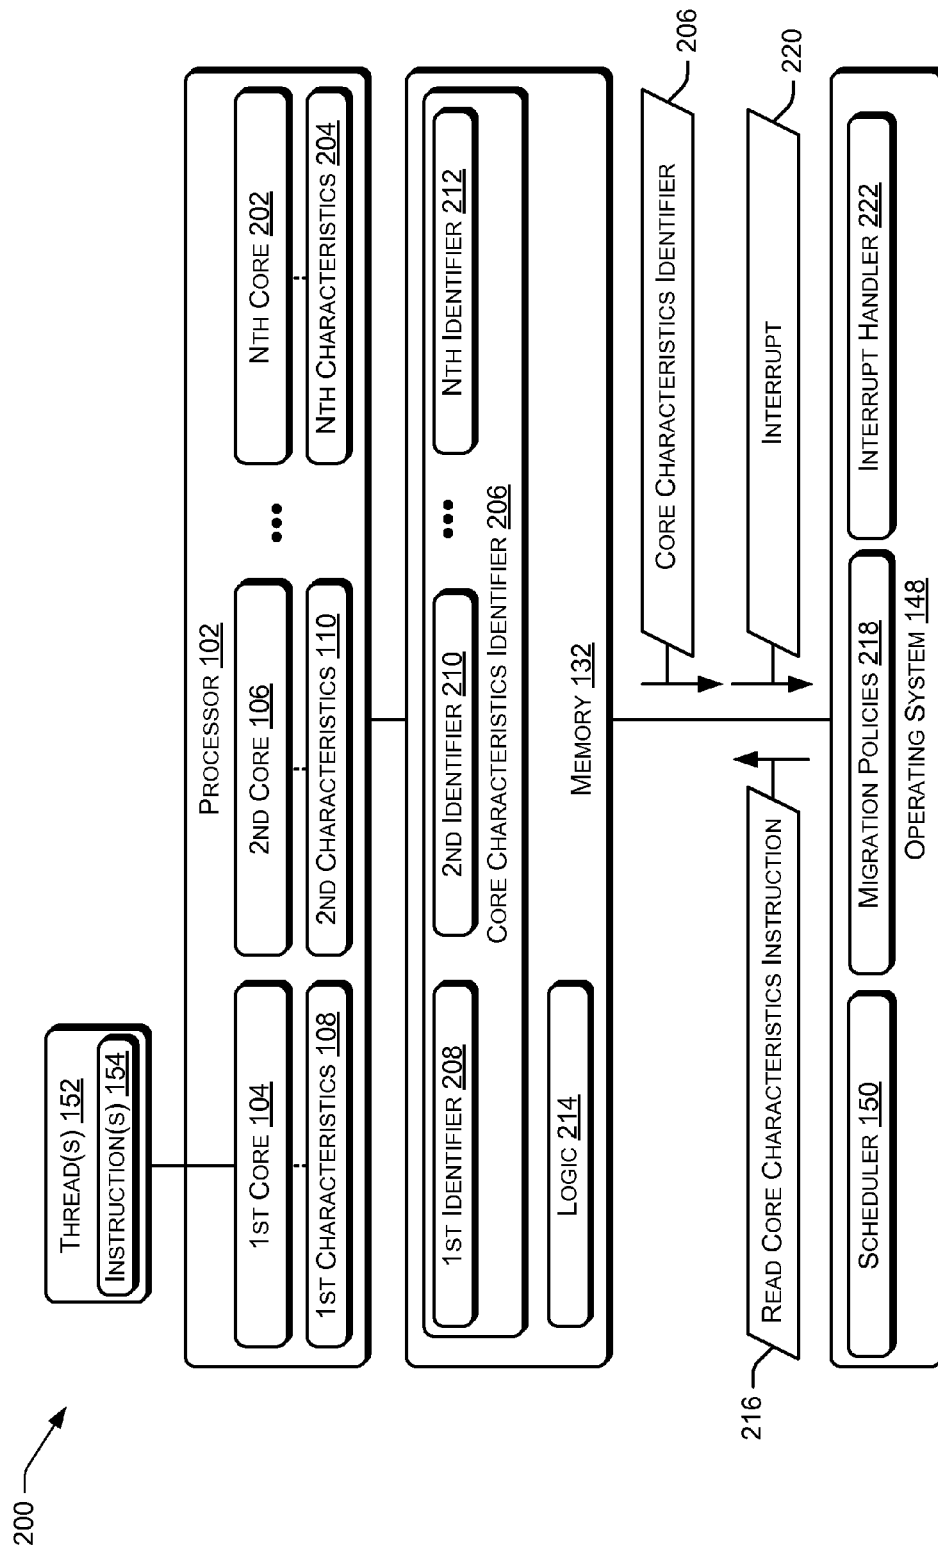 200
THREAD(S) 152
INSTRUCTION(S) 154
PROCESSOR 102
1ST CORE 104
2ND CORE 106
•••
NTH CORE 202
1ST CHARACTERISTICS 108
2ND CHARACTERISTICS 110
NTH CHARACTERISTICS 204
1ST IDENTIFIER 208
2ND IDENTIFIER 210
•••
NTH IDENTIFIER 212
CORE CHARACTERISTICS IDENTIFIER 206
LOGIC 214
MEMORY 132
CORE CHARACTERISTICS IDENTIFIER
206
READ CORE CHARACTERISTICS INSTRUCTION
216
INTERRUPT
220
SCHEDULER 150
MIGRATION POLICIES 218
INTERRUPT HANDLER 222
OPERATING SYSTEM 148